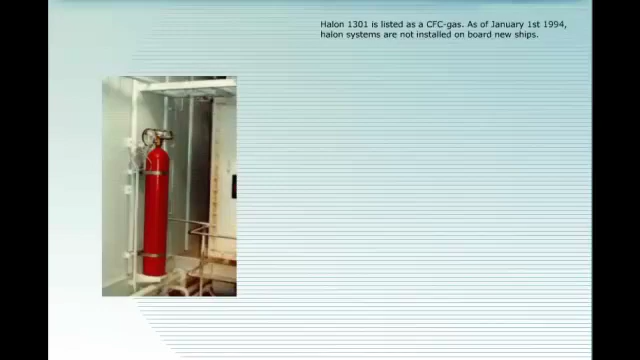 Halon 1301 is listed as a CFC-gas. As of January 1st 1994,
halon systems are not installed on board new ships.